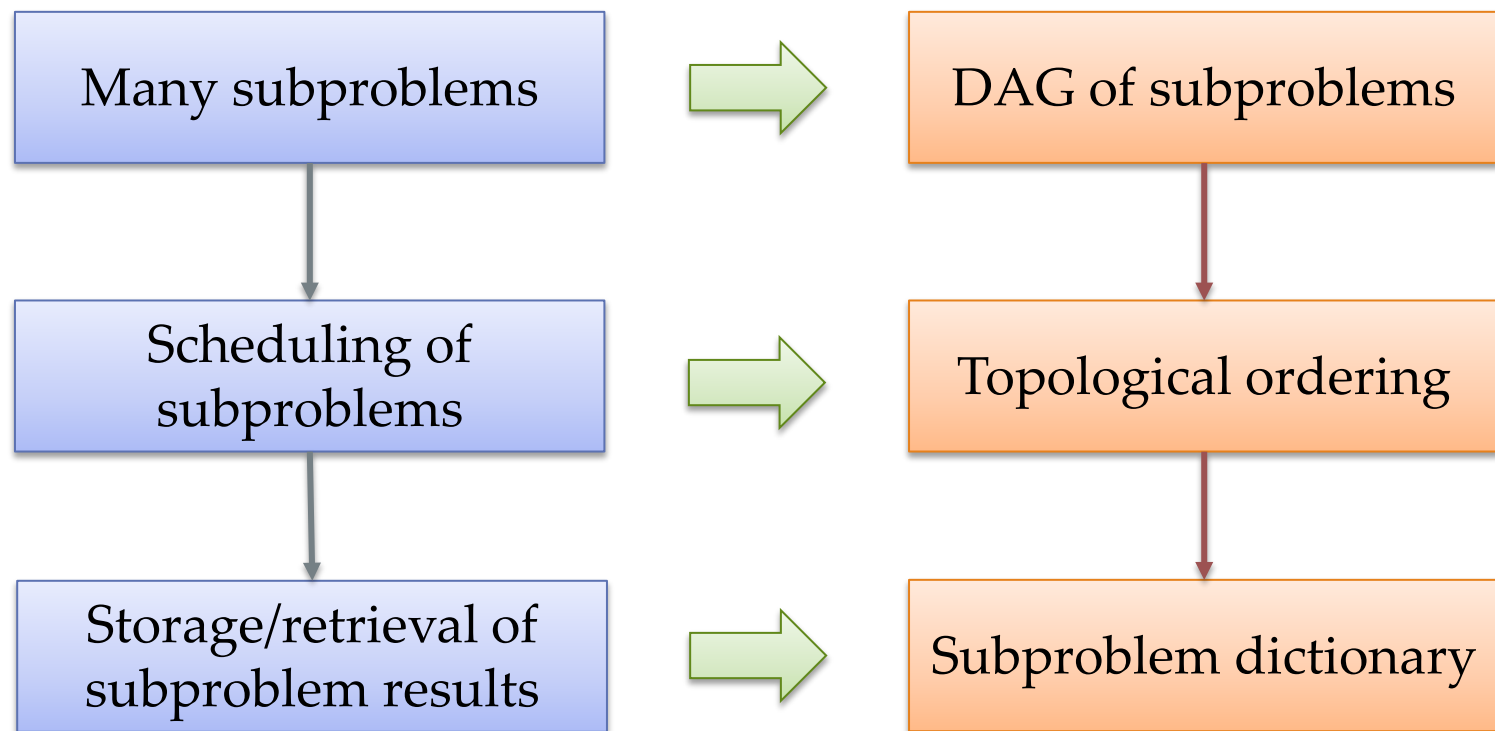 Many subproblems
DAG of subproblems
Scheduling of
subproblems
Topological ordering
Storage/retrieval of
subproblem results
Subproblem dictionary